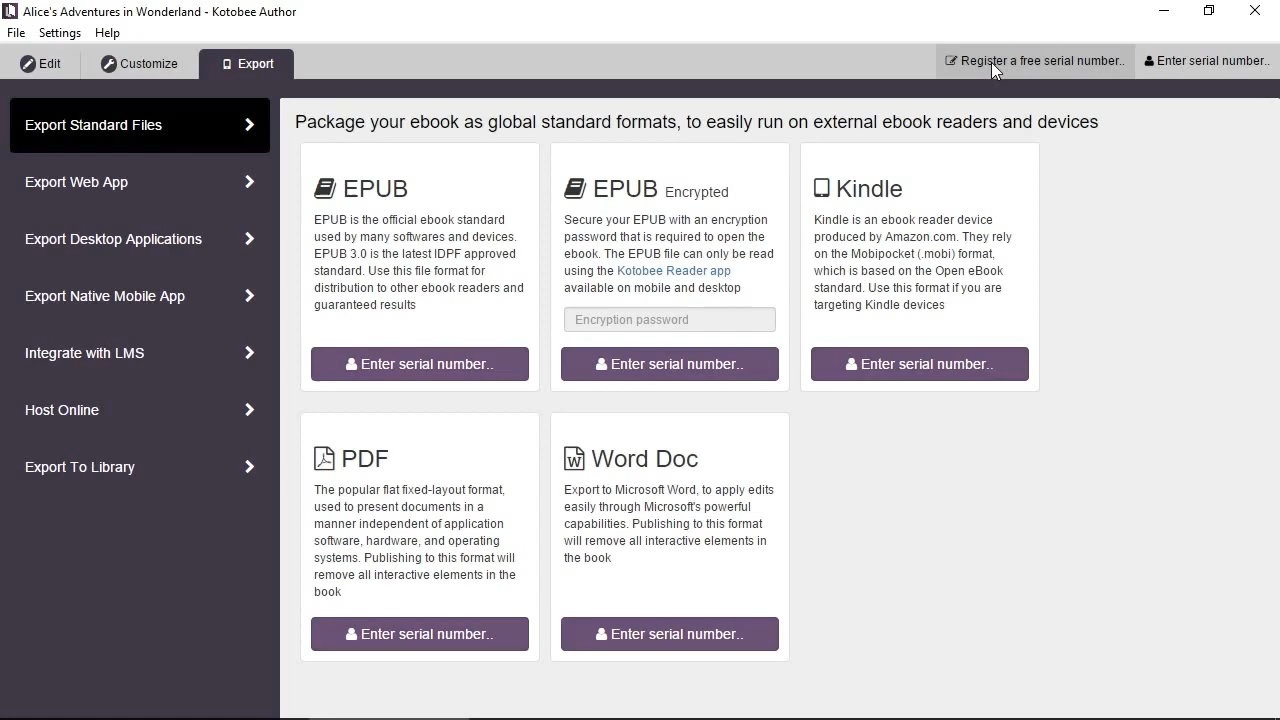 Alice's Adventures in Wonderland - Kotobee Author
File Settings Help
Edit Customize Export Register a free serial number.. Enter serial number..
Export Standard Files
Export Web App
Export Desktop Applications
Export Native Mobile App
Integrate with LMS
Host Online
Export To Library
Package your ebook as global standard formats, to easily run on external ebook readers and devices
EPUB
EPUB is the official ebook standard
used by many softwares and devices.
EPUB 3.0 is the latest IDPF approved
standard. Use this file format for
distribution to other ebook readers and
guaranteed results
Enter serial number..
EPUB Encrypted
Secure your EPUB with an encryption
password that is required to open the
ebook. The EPUB file can only be read
using the Kotobee Reader app
available on mobile and desktop
Encryption password
Enter serial number..
Kindle
Kindle is an ebook reader device
produced by Amazon.com. They rely
on the Mobipocket (.mobi) format,
which is based on the Open eBook
standard. Use this format if you are
targeting Kindle devices
Enter serial number..
PDF
The popular flat fixed-layout format,
used to present documents in a
manner independent of application
software, hardware, and operating
systems. Publishing to this format will
remove all interactive elements in the
book
Enter serial number..
Word Doc
Export to Microsoft Word, to apply edits
easily through Microsoft's powerful
capabilities. Publishing to this format
will remove all interactive elements in
the book
Enter serial number..